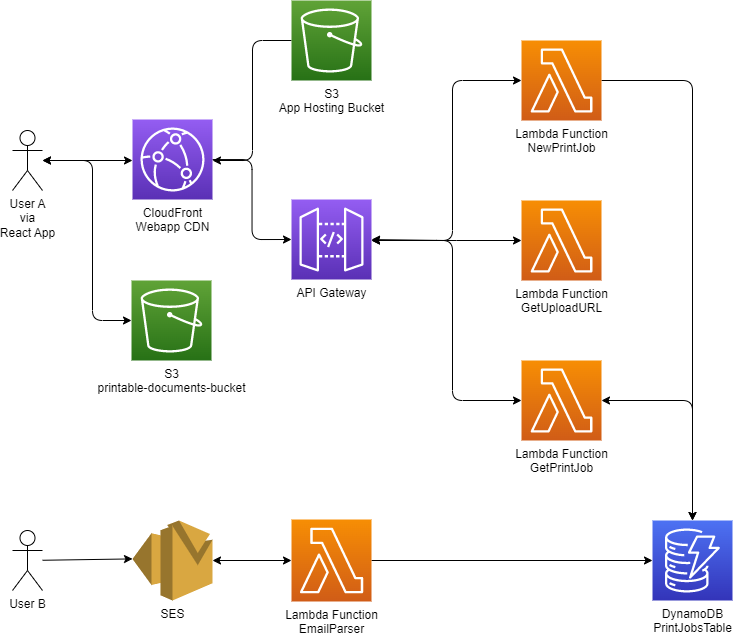 S3
App Hosting Bucket
Lambda Function
NewPrintJob
User A
via
React App
CloudFront
Webapp CDN
</>
API Gateway
Lambda Function
GetUploadURL
S3
printable-documents-bucket
Lambda Function
GetPrintJob
User B
SES
Lambda Function
EmailParser
DynamoDB
PrintJobsTable